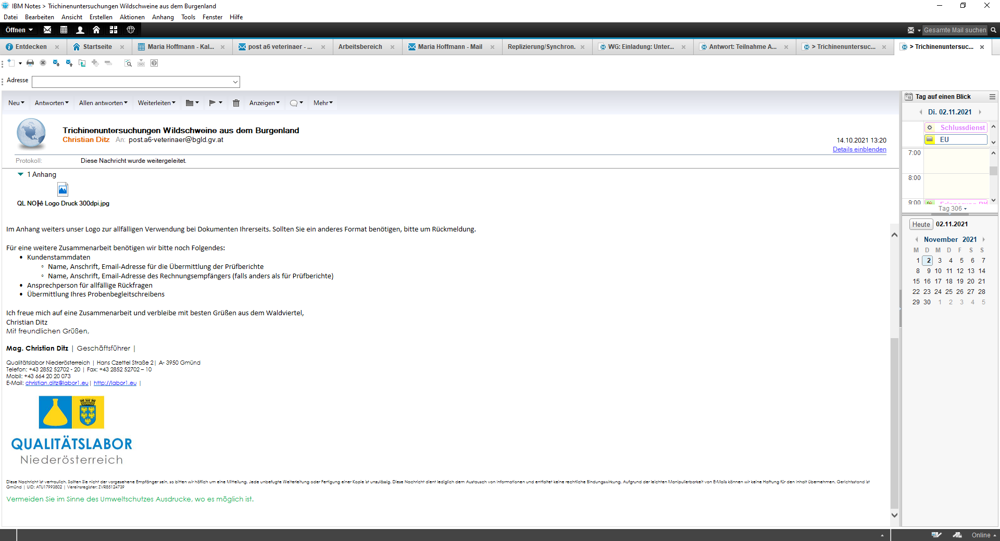 IBM Notes > Trichinenuntersuchungen Wildschweine aus dem Burgenland
Datei Bearbeiten Ansicht Erstellen Aktionen Anhang Tools Fenster Hilfe
Öffnen Gesamte Mail suchen
Entdecken Startseite Maria Hoffmann - Kal... post a6 veterinaer - ... Arbeitsbereich Maria Hoffmann - Mail Replizierung/Synchron. WG: Einladung: Unter... Antwort: Teilnahme A... > Trichinenuntersuc... > Trichinenuntersuc...
Adresse
Neu Antworten Allen antworten Weiterleiten Anzeigen Mehr
Trichinenuntersuchungen Wildschweine aus dem Burgenland
Christian Ditz An: post.a6-veterinaer@bgld.gv.at
14.10.2021 13:20
Details einblenden
Protokoll: Diese Nachricht wurde weitergeleitet.
1 Anhang
Logo Druck 300dpi.jpg
Im Anhang weiters unser Logo zur allfälligen Verwendung bei Dokumenten Ihrerseits. Sollten Sie ein anderes Format benötigen, bitte um Rückmeldung.
Für eine weitere Zusammenarbeit benötigen wir bitte noch Folgendes:
• Kundenstammdaten
◦ Name, Anschrift, Email-Adresse für die Übermittlung der Prüfberichte
◦ Name, Anschrift, Email-Adresse des Rechnungsempfängers (falls anders als für Prüfberichte)
• Ansprechperson für allfällige Rückfragen
• Übermittlung Ihres Probenbegleitschreibens
Ich freue mich auf eine Zusammenarbeit und verbleibe mit besten Grüßen aus dem Waldviertel,
Christian Ditz
Mit freundlichen Grüßen,
Mag. Christian Ditz | Geschäftsführer |
Qualitätslabor Niederösterreich | Hans Czettel Straße 2| A- 3950 Gmünd
Telefon: +43 2852 52702 - 20 | Fax: +43 2852 52702 – 10
Mobil: +43 664 20 20 073
E-Mail: christian.ditz@labor1.eu| http://labor1.eu |
QUALITÄTSLABOR
Niederösterreich
Diese Nachricht ist vertraulich. Sollten Sie nicht der vorgesehene Empfänger sein, so bitten wir höflich um eine Mitteilung. Jede unbefugte Weiterleitung oder Fertigung einer Kopie ist unzulässig. Diese Nachricht dient lediglich dem Austausch von Informationen und entfaltet keine rechtliche Bindungswirkung. Aufgrund der leichten Manipulierbarkeit von E-Mails können wir keine Haftung für den Inhalt übernehmen. Gerichtsstand ist
Gmünd | UID: ATU17993802 | Vereinsregister: ZVR85124739
Vermeiden Sie im Sinne des Umweltschutzes Ausdrucke, wo es möglich ist.
Tag auf einen Blick
Di. 02.11.2021
Schlussdienst
EU
7:00
8:00
9:00
Tag 306
Heute 02.11.2021
November 2021
M D M D F S S
1 2 3 4 5 6 7
8 9 10 11 12 13 14
15 16 17 18 19 20 21
22 23 24 25 26 27 28
29 30 1 2 3 4 5
Online